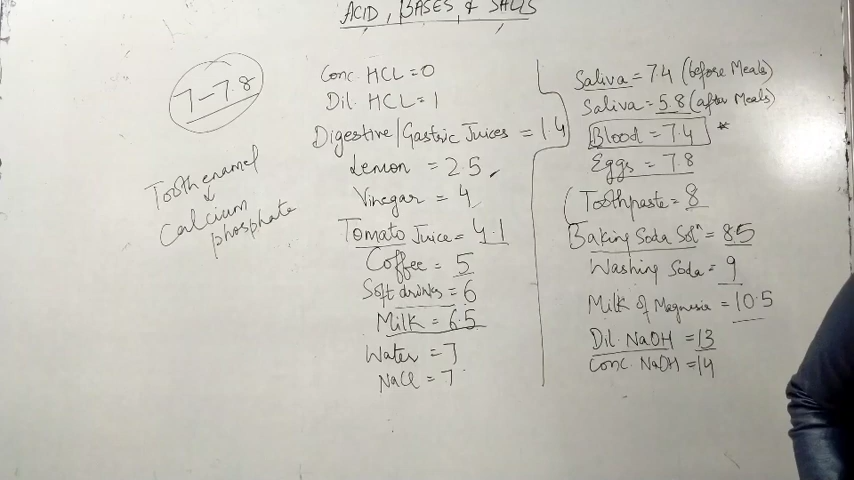 ACID, BASES & SALTS
7-7.8
Tooth enamel
Calcium
phosphate
Conc. HCL = 0
Dil. HCL = 1
Digestive/Gastric Juices = 1.4
Lemon = 2.5
Vinegar = 4
Tomato Juice = 4.1
Coffee = 5
Soft drinks = 6
Milk = 6.5
Water = 7
NaCl = 7
Saliva = 7.4 (before Meals)
Saliva = 5.8 (after Meals)
Blood = 7.4 *
Eggs = 7.8
Toothpaste = 8
Baking Soda Solⁿ = 8.5
Washing Soda = 9
Milk of Magnesia = 10.5
Dil. NaOH = 13
Conc. NaOH = 14